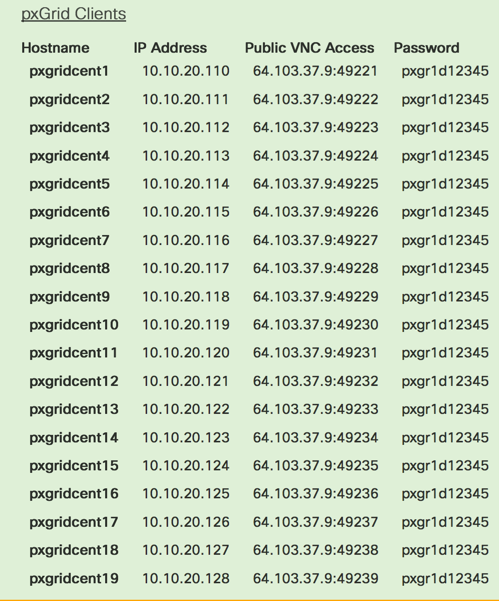 pxGrid Clients
Hostname IP Address Public VNC Access Password
pxgridcent1 10.10.20.110 64.103.37.9:49221 pxgr1d12345
pxgridcent2 10.10.20.111 64.103.37.9:49222 pxgr1d12345
pxgridcent3 10.10.20.112 64.103.37.9:49223 pxgr1d12345
pxgridcent4 10.10.20.113 64.103.37.9:49224 pxgr1d12345
pxgridcent5 10.10.20.114 64.103.37.9:49225 pxgr1d12345
pxgridcent6 10.10.20.115 64.103.37.9:49226 pxgr1d12345
pxgridcent7 10.10.20.116 64.103.37.9:49227 pxgr1d12345
pxgridcent8 10.10.20.117 64.103.37.9:49228 pxgr1d12345
pxgridcent9 10.10.20.118 64.103.37.9:49229 pxgr1d12345
pxgridcent10 10.10.20.119 64.103.37.9:49230 pxgr1d12345
pxgridcent11 10.10.20.120 64.103.37.9:49231 pxgr1d12345
pxgridcent12 10.10.20.121 64.103.37.9:49232 pxgr1d12345
pxgridcent13 10.10.20.122 64.103.37.9:49233 pxgr1d12345
pxgridcent14 10.10.20.123 64.103.37.9:49234 pxgr1d12345
pxgridcent15 10.10.20.124 64.103.37.9:49235 pxgr1d12345
pxgridcent16 10.10.20.125 64.103.37.9:49236 pxgr1d12345
pxgridcent17 10.10.20.126 64.103.37.9:49237 pxgr1d12345
pxgridcent18 10.10.20.127 64.103.37.9:49238 pxgr1d12345
pxgridcent19 10.10.20.128 64.103.37.9:49239 pxgr1d12345